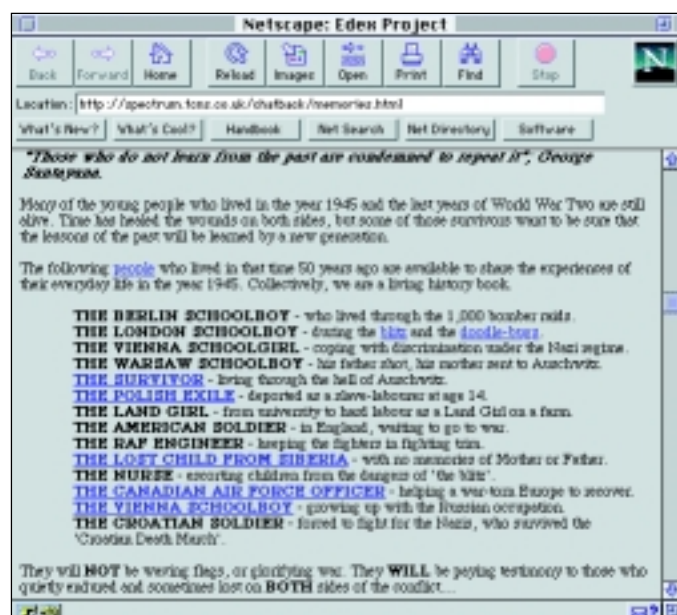 Netscape: Edex Project
Back Forward Home Reload Images Open Print Find Stop N
Location: http://spectrum.tcns.co.uk/chatback/memories.html
What's New? What's Cool? Handbook Net Search Net Directory Software
"Those who do not learn from the past are condemned to repeat it", George
Santayana.
Many of the young people who lived in the year 1945 and the last years of World War Two are still
alive. Time has healed the wounds on both sides, but some of those survivors want to be sure that
the lessons of the past will be learned by a new generation.
The following people who lived in that time 50 years ago are available to share the experiences of
their everyday life in the year 1945. Collectively, we are a living history book.
THE BERLIN SCHOOLBOY - who lived through the 1,000 bomber raids.
THE LONDON SCHOOLBOY - during the blitz and the doodle-bugs.
THE VIENNA SCHOOLGIRL - coping with discrimination under the Nazi regime.
THE WARSAW SCHOOLBOY - his father shot, his mother sent to Auschwitz.
THE SURVIVOR - living through the hell of Auschwitz.
THE POLISH EXILE - deported as a slave-labourer at age 14.
THE LAND GIRL - from university to hard labour as a Land Girl on a farm.
THE AMERICAN SOLDIER - in England, waiting to go to war.
THE RAF ENGINEER - keeping the fighters in fighting trim.
THE LOST CHILD FROM SIBERIA - with no memories of Mother or Father.
THE NURSE - escorting children from the dangers of 'the blitz'.
THE CANADIAN AIR FORCE OFFICER - helping a war-torn Europe to recover.
THE VIENNA SCHOOLBOY - growing up with the Russian occupation.
THE CROATIAN SOLDIER - forced to fight for the Nazis, who survived the
'Croatian Death March'.
They will NOT be waving flags, or glorifying war. They WILL be paying testimony to those who
quietly endured and sometimes lost on BOTH sides of the conflict....